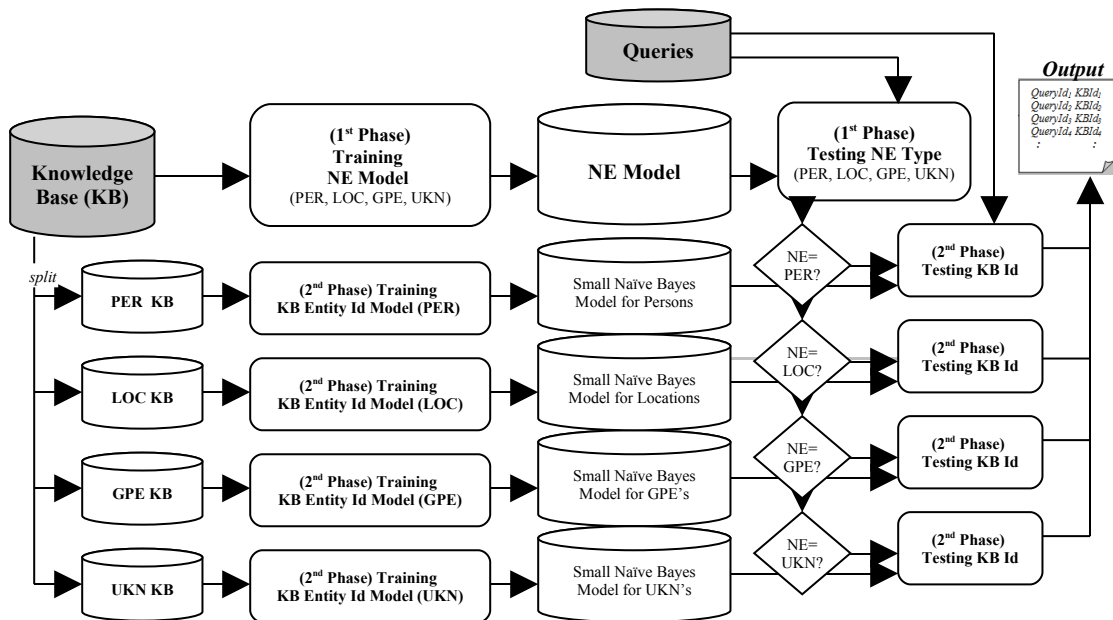 Queries
Output
QueryId1 KBId1
QueryId2 KBId2
QueryId3 KBId3
QueryId4 KBId4
: :
Knowledge
Base (KB)
(1st Phase)
Training
NE Model
(PER, LOC, GPE, UKN)
NE Model
(1st Phase)
Testing NE Type
(PER, LOC, GPE, UKN)
split
PER KB
(2nd Phase) Training
KB Entity Id Model (PER)
Small Naïve Bayes
Model for Persons
NE=
PER?
(2nd Phase)
Testing KB Id
LOC KB
(2nd Phase) Training
KB Entity Id Model (LOC)
Small Naïve Bayes
Model for Locations
NE=
LOC?
(2nd Phase)
Testing KB Id
GPE KB
(2nd Phase) Training
KB Entity Id Model (GPE)
Small Naïve Bayes
Model for GPE's
NE=
GPE?
(2nd Phase)
Testing KB Id
UKN KB
(2nd Phase) Training
KB Entity Id Model (UKN)
Small Naïve Bayes
Model for UKN's
NE=
UKN?
(2nd Phase)
Testing KB Id